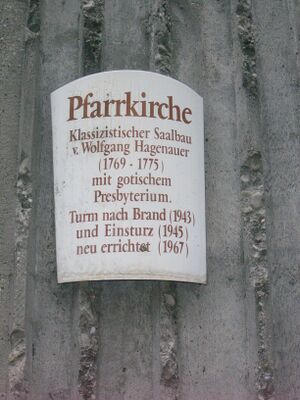 Pfarrkirche
Klassizistischer Saalbau
v. Wolfgang Hagenauer
(1769 - 1775)
mit gotischem
Presbyterium.
Turm nach Brand (1943)
und Einsturz (1945)
neu errichtet (1967)